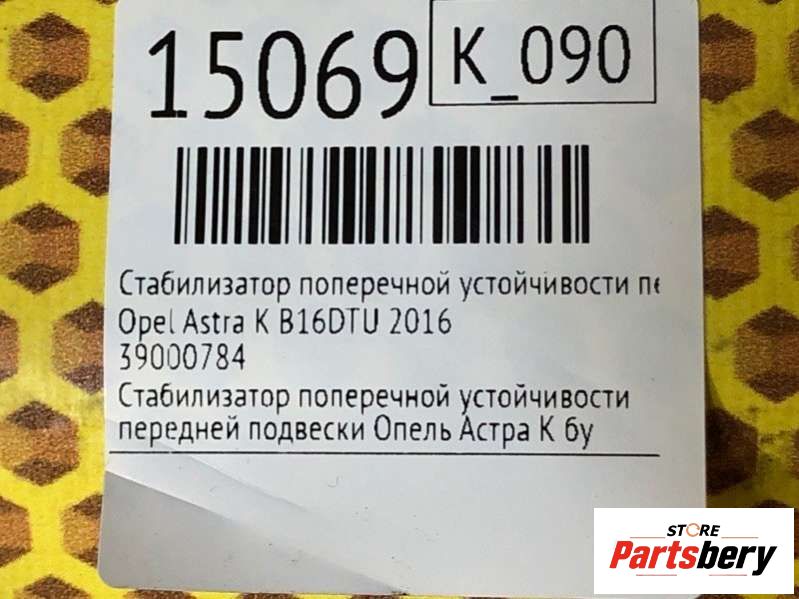 15069
K_090
Стабилизатор поперечной устойчивости пе
Opel Astra K B16DTU 2016
39000784
Стабилизатор поперечной устойчивости
передней подвески Опель Астра К бу
STORE
Partsbery